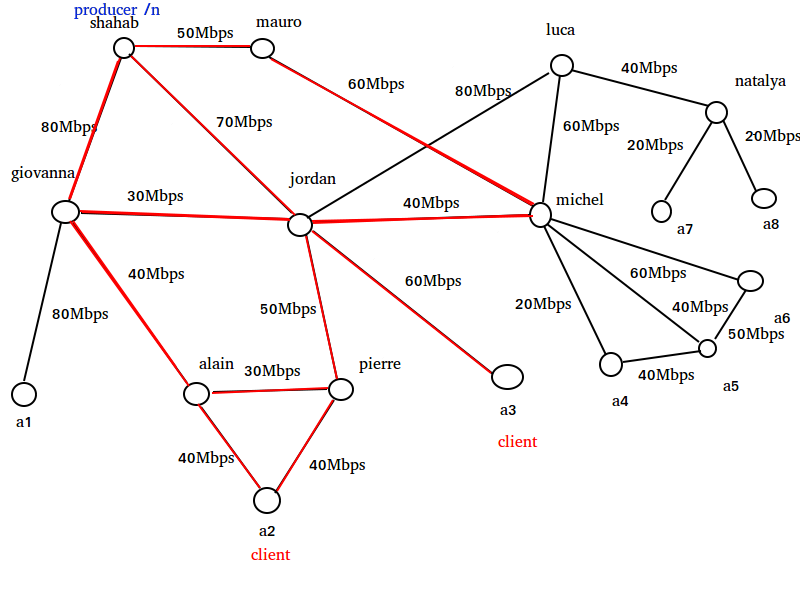 producer /n
shahab
mauro
50Mbps
luca
40Mbps
natalya
60Mbps
80Mbps
80Mbps
70Mbps
60Mbps
20Mbps
20Mbps
giovanna
jordan
30Mbps
40Mbps
michel
a7
a8
40Mbps
60Mbps
60Mbps
80Mbps
50Mbps
20Mbps
40Mbps
a6
50Mbps
alain
30Mbps
pierre
40Mbps
a5
a1
a3
a4
client
40Mbps
40Mbps
a2
client